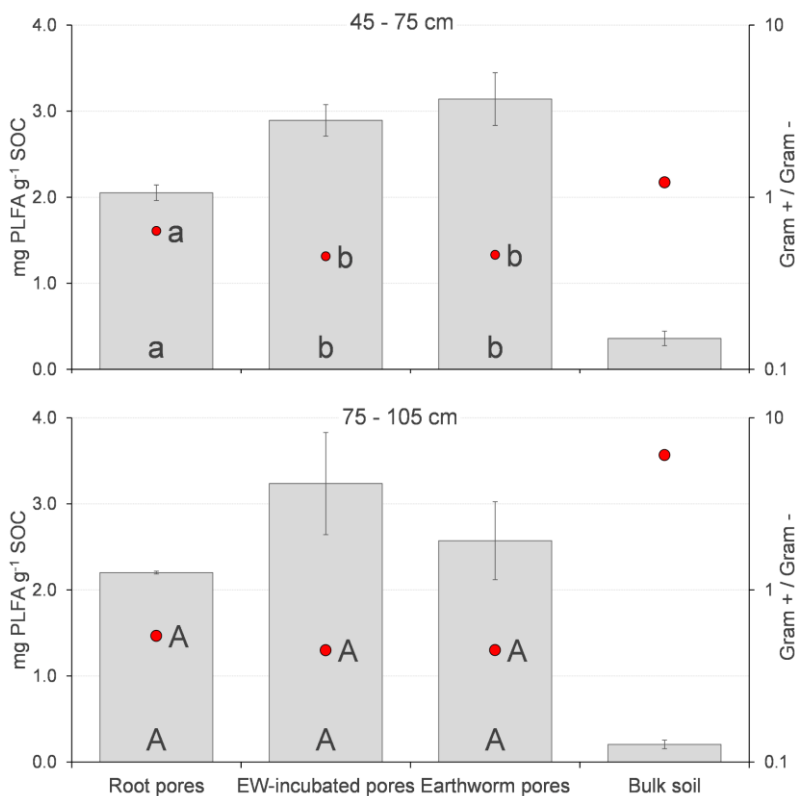 45 - 75 cm
4.0
3.0
2.0
1.0
0.0
mg PLFA g⁻¹ SOC
10
1
0.1
Gram + / Gram -
a
b
b
a
b
b
75 - 105 cm
4.0
3.0
2.0
1.0
0.0
mg PLFA g⁻¹ SOC
10
1
0.1
Gram + / Gram -
A
A
A
A
A
A
Root pores
EW-incubated pores
Earthworm pores
Bulk soil